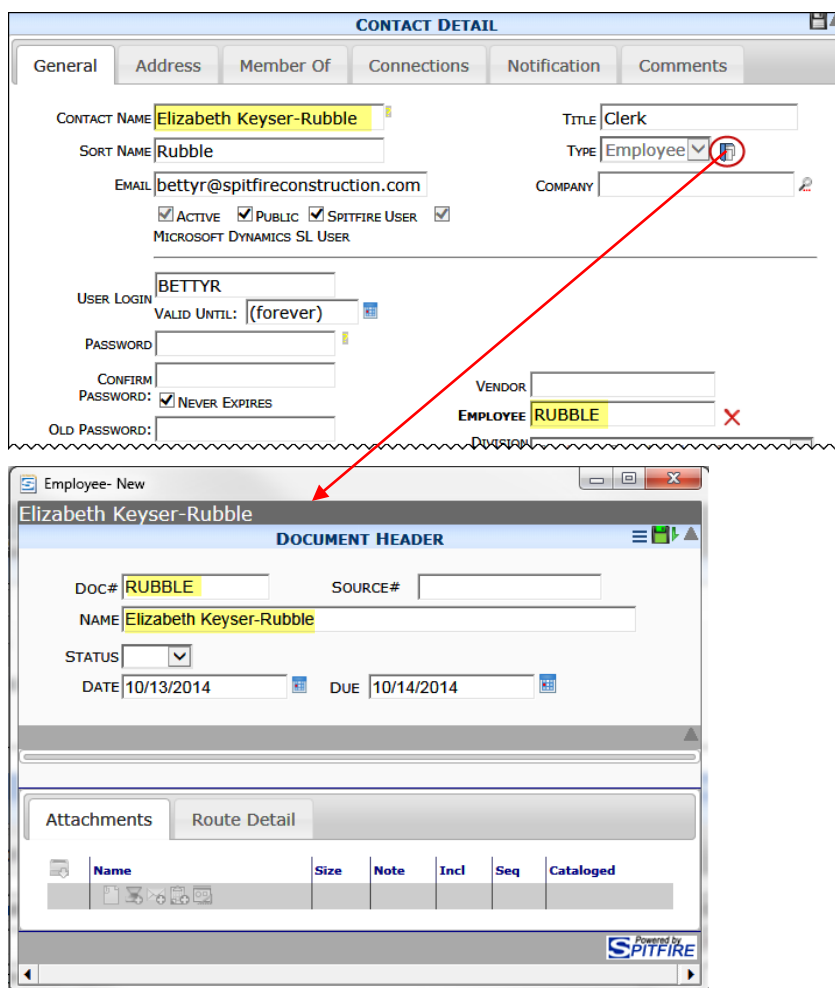 CONTACT DETAIL
General Address Member Of Connections Notification Comments
CONTACT NAME Elizabeth Keyser-Rubble TITLE Clerk
SORT NAME Rubble TYPE Employee
EMAIL bettyr@spitfireconstruction.com COMPANY
ACTIVE PUBLIC SPITFIRE USER
MICROSOFT DYNAMICS SL USER
USER LOGIN BETTYR
VALID UNTIL: (forever)
PASSWORD
CONFIRM PASSWORD: NEVER EXPIRES VENDOR
EMPLOYEE RUBBLE
OLD PASSWORD:
DIVISION
Employee- New
Elizabeth Keyser-Rubble
DOCUMENT HEADER
DOC# RUBBLE SOURCE#
NAME Elizabeth Keyser-Rubble
STATUS
DATE 10/13/2014 DUE 10/14/2014
Attachments Route Detail
Name Size Note Incl Seq Cataloged
Powered by
SPITFIRE